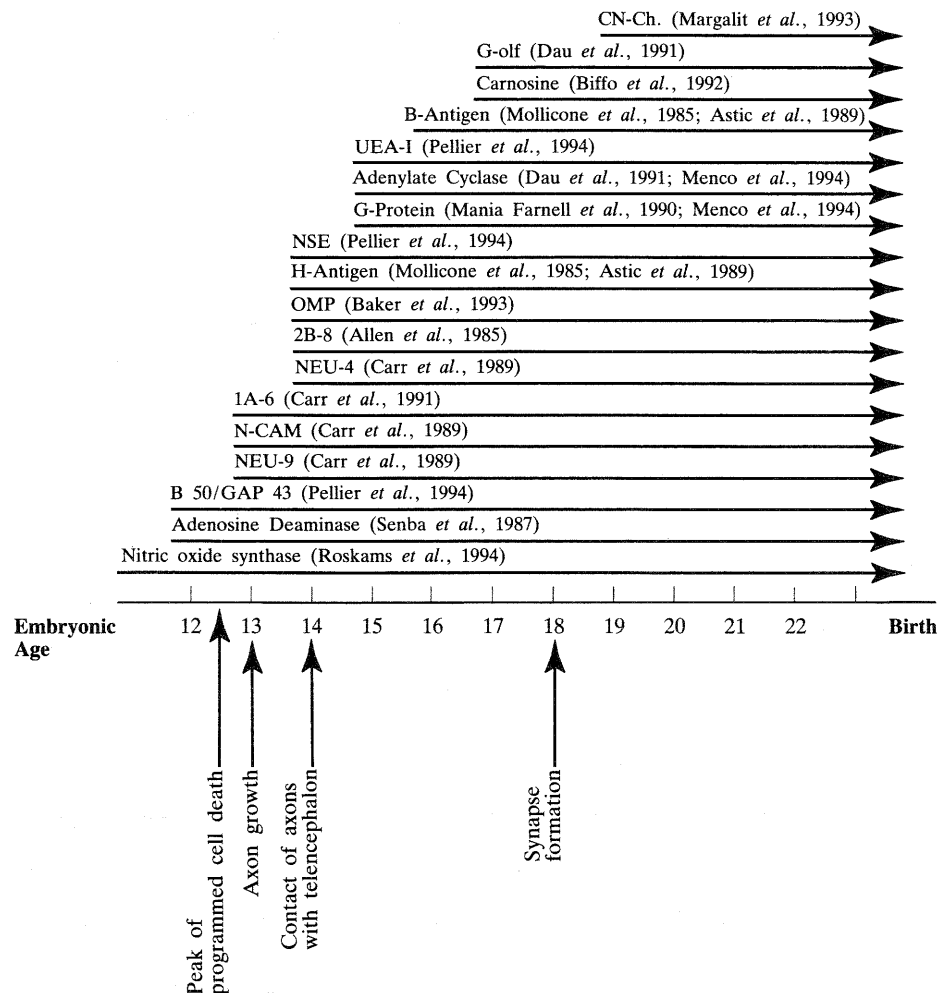 CN-Ch. (Margalit et al., 1993)
G-olf (Dau et al., 1991)
Carnosine (Biffo et al., 1992)
B-Antigen (Mollicone et al., 1985; Astic et al., 1989)
UEA-I (Pellier et al., 1994)
Adenylate Cyclase (Dau et al., 1991; Menco et al., 1994)
G-Protein (Mania Farnell et al., 1990; Menco et al., 1994)
NSE (Pellier et al., 1994)
H-Antigen (Mollicone et al., 1985; Astic et al., 1989)
OMP (Baker et al., 1993)
2B-8 (Allen et al., 1985)
NEU-4 (Carr et al., 1989)
1A-6 (Carr et al., 1991)
N-CAM (Carr et al., 1989)
NEU-9 (Carr et al., 1989)
B 50/GAP 43 (Pellier et al., 1994)
Adenosine Deaminase (Senba et al., 1987)
Nitric oxide synthase (Roskams et al., 1994)
Embryonic
Age
12 13 14 15 16 17 18 19 20 21 22 Birth
Peak of
programmed cell death
Axon growth
Contact of axons
with telencephalon
Synapse
formation